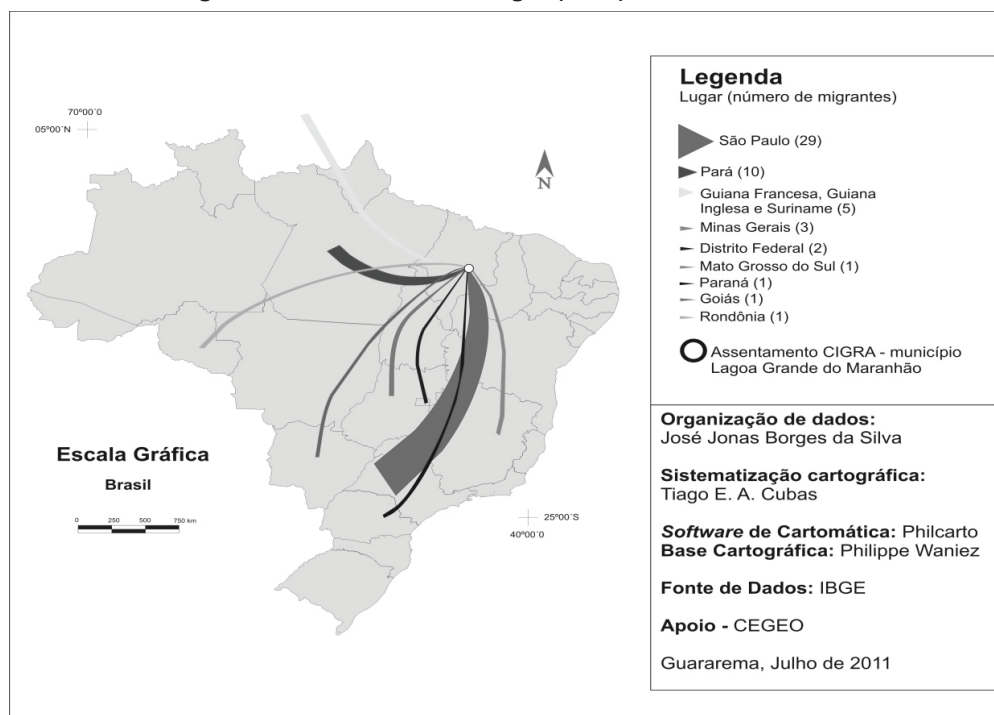 70º00´0
05º00´N
N
Escala Gráfica
Brasil
0 250 500 750 km
25º00´S
40º00´0
Legenda
Lugar (número de migrantes)
São Paulo (29)
Pará (10)
Guiana Francesa, Guiana
Inglesa e Suriname (5)
Minas Gerais (3)
Distrito Federal (2)
Mato Grosso do Sul (1)
Paraná (1)
Goiás (1)
Rondônia (1)
Assentamento CIGRA - município
Lagoa Grande do Maranhão
Organização de dados:
José Jonas Borges da Silva
Sistematização cartográfica:
Tiago E. A. Cubas
Software de Cartomática: Philcarto
Base Cartográfica: Philippe Waniez
Fonte de Dados: IBGE
Apoio - CEGEO
Guararema, Julho de 2011